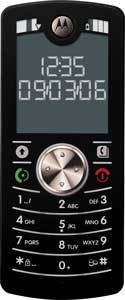 MOTOROLA
12:35
090306
1 ./
2 ABC
3 DEF
4 GHI
5 JKL
6 MNO
7 PQRS
8 TUV
9 WXYZ
*
0
#